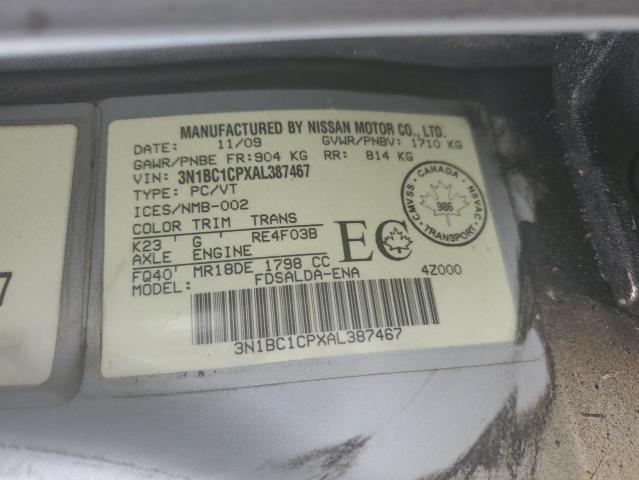 MANUFACTURED BY NISSAN MOTOR CO., LTD.
DATE: 11/09 GVWR/PNBV: 1710 KG
GAWR/PNBE FR: 904 KG RR: 814 KG
VIN: 3N1BC1CPXAL387467
TYPE: PC/VT
ICES/NMB-002
COLOR TRIM TRANS
K23 ' G ' RE4F03B
AXLE ENGINE
FQ40' MR18DE 1798 CC
MODEL: FDSALDA-ENA 4Z000
EC
CANADA
CMVSS 986 NSVAC
TRANSPORT
3N1BC1CPXAL387467
7